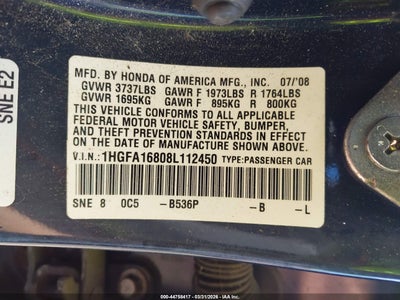 SNE E2
MFD. BY HONDA OF AMERICA MFG., INC. 07/'08
GVWR 3737LBS GAWR F 1973LBS R 1764LBS
GVWR 1695KG GAWR F 895KG R 800KG
THIS VEHICLE CONFORMS TO ALL APPLICABLE
FEDERAL MOTOR VEHICLE SAFETY, BUMPER,
AND THEFT PREVENTION STANDARDS IN EFFECT
ON THE DATE OF MANUFACTURE SHOWN ABOVE.
V.I.N.: 1HGFA16808L112450 TYPE:PASSENGER CAR
SNE 8 0C5 -B536P -B -L
000-44758417 - 03/31/2026 - IAA Inc.